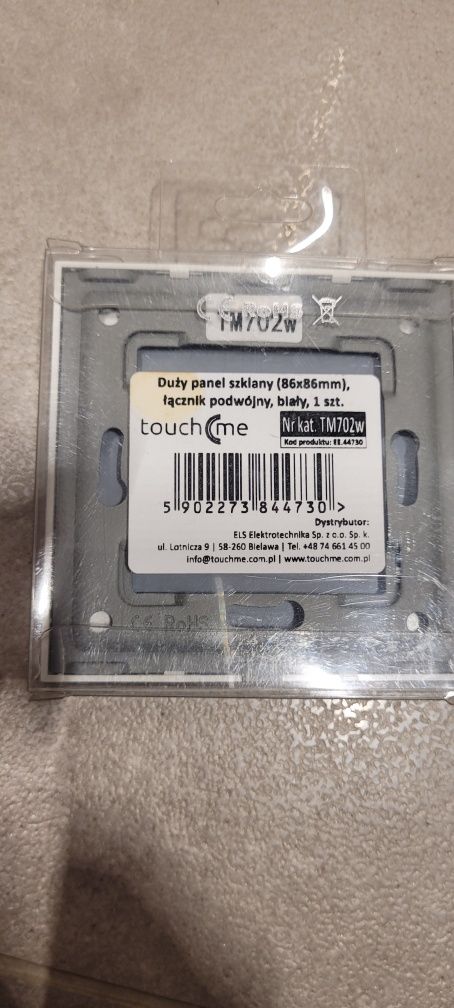 CE RoHS
TM702w
Duży panel szklany (86x86mm),
łącznik podwójny, biały, 1 szt.
touchme Nr kat. TM702w
Kod produktu: EE.44730
5 902273 844730 >
Dystrybutor:
ELS Elektrotechnika Sp. z o.o. Sp. k.
ul. Lotnicza 9 | 58-260 Bielawa | Tel. +48 74 661 45 00
info@touchme.com.pl | www.touchme.com.pl
CE RoHS